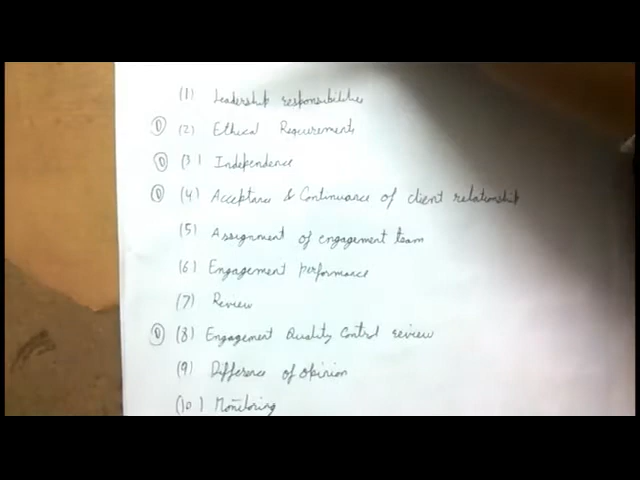 (1) Leadership responsibilities
(D) (2) Ethical Requirements
(D) (3) Independence
(D) (4) Acceptance & Continuance of client relationship
(5) Assignment of engagement team
(6) Engagement performance
(7) Review
(D) (8) Engagement Quality Control review
(9) Difference of opinion
(10) Monitoring